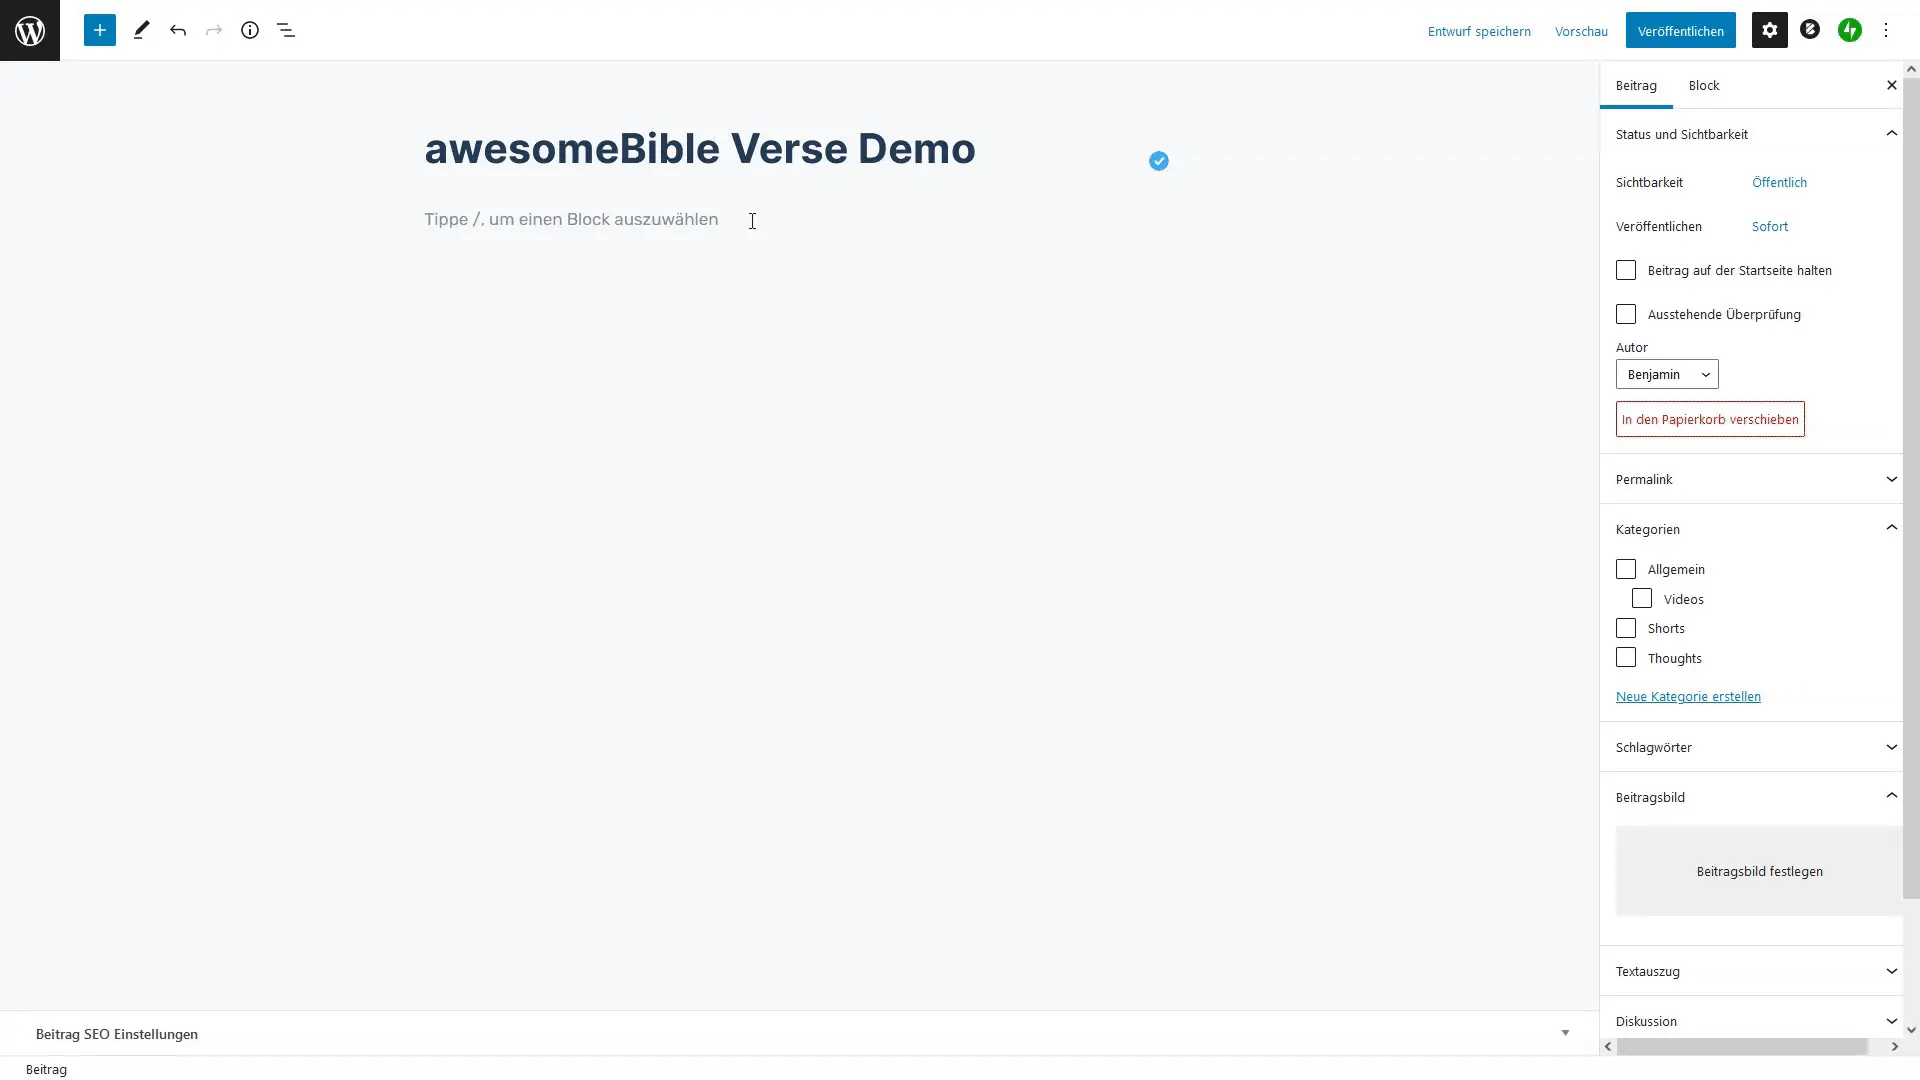 Entwurf speichern
Vorschau
Veröffentlichen
Beitrag
Block
awesomeBible Verse Demo
Tippe /, um einen Block auszuwählen
Status und Sichtbarkeit
Sichtbarkeit Öffentlich
Veröffentlichen Sofort
Beitrag auf der Startseite halten
Ausstehende Überprüfung
Autor
Benjamin
In den Papierkorb verschieben
Permalink
Kategorien
Allgemein
Videos
Shorts
Thoughts
Neue Kategorie erstellen
Schlagwörter
Beitragsbild
Beitragsbild festlegen
Textauszug
Diskussion
Beitrag SEO Einstellungen
Beitrag